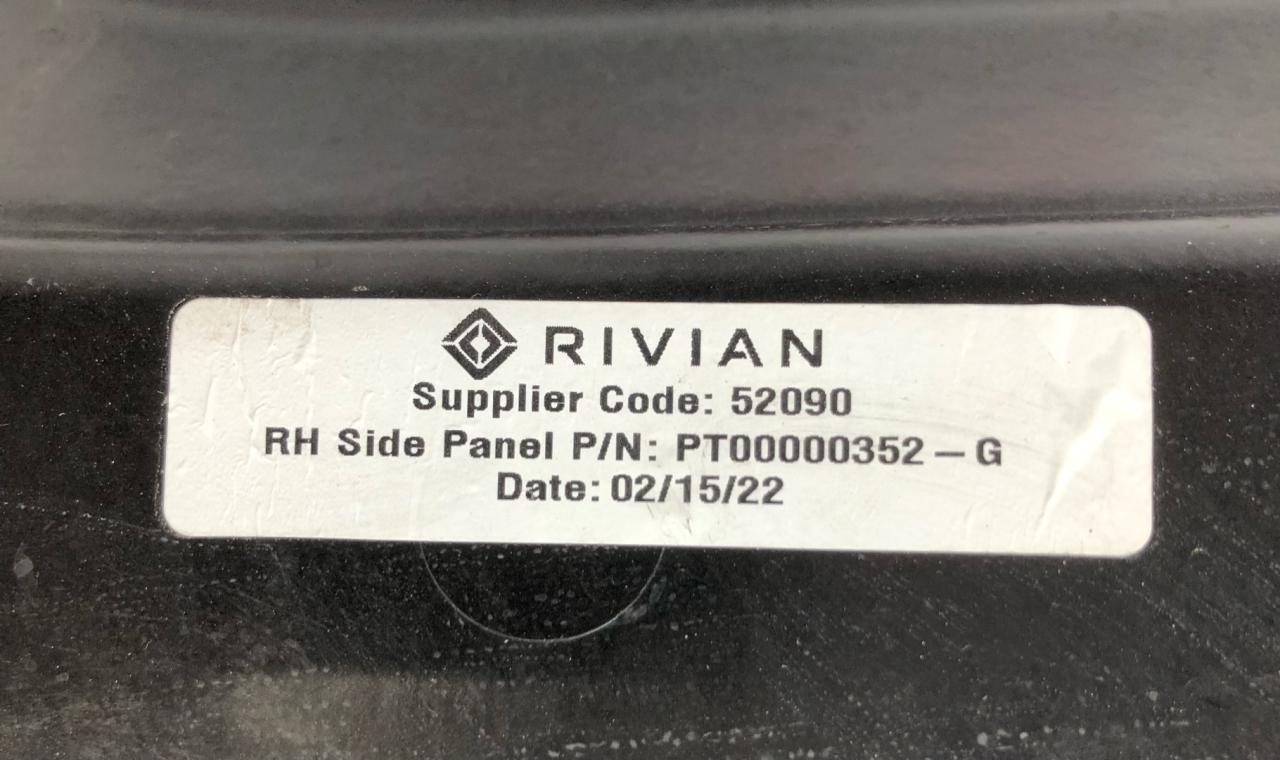 RIVIAN
Supplier Code: 52090
RH Side Panel P/N: PT00000352 – G
Date: 02/15/22